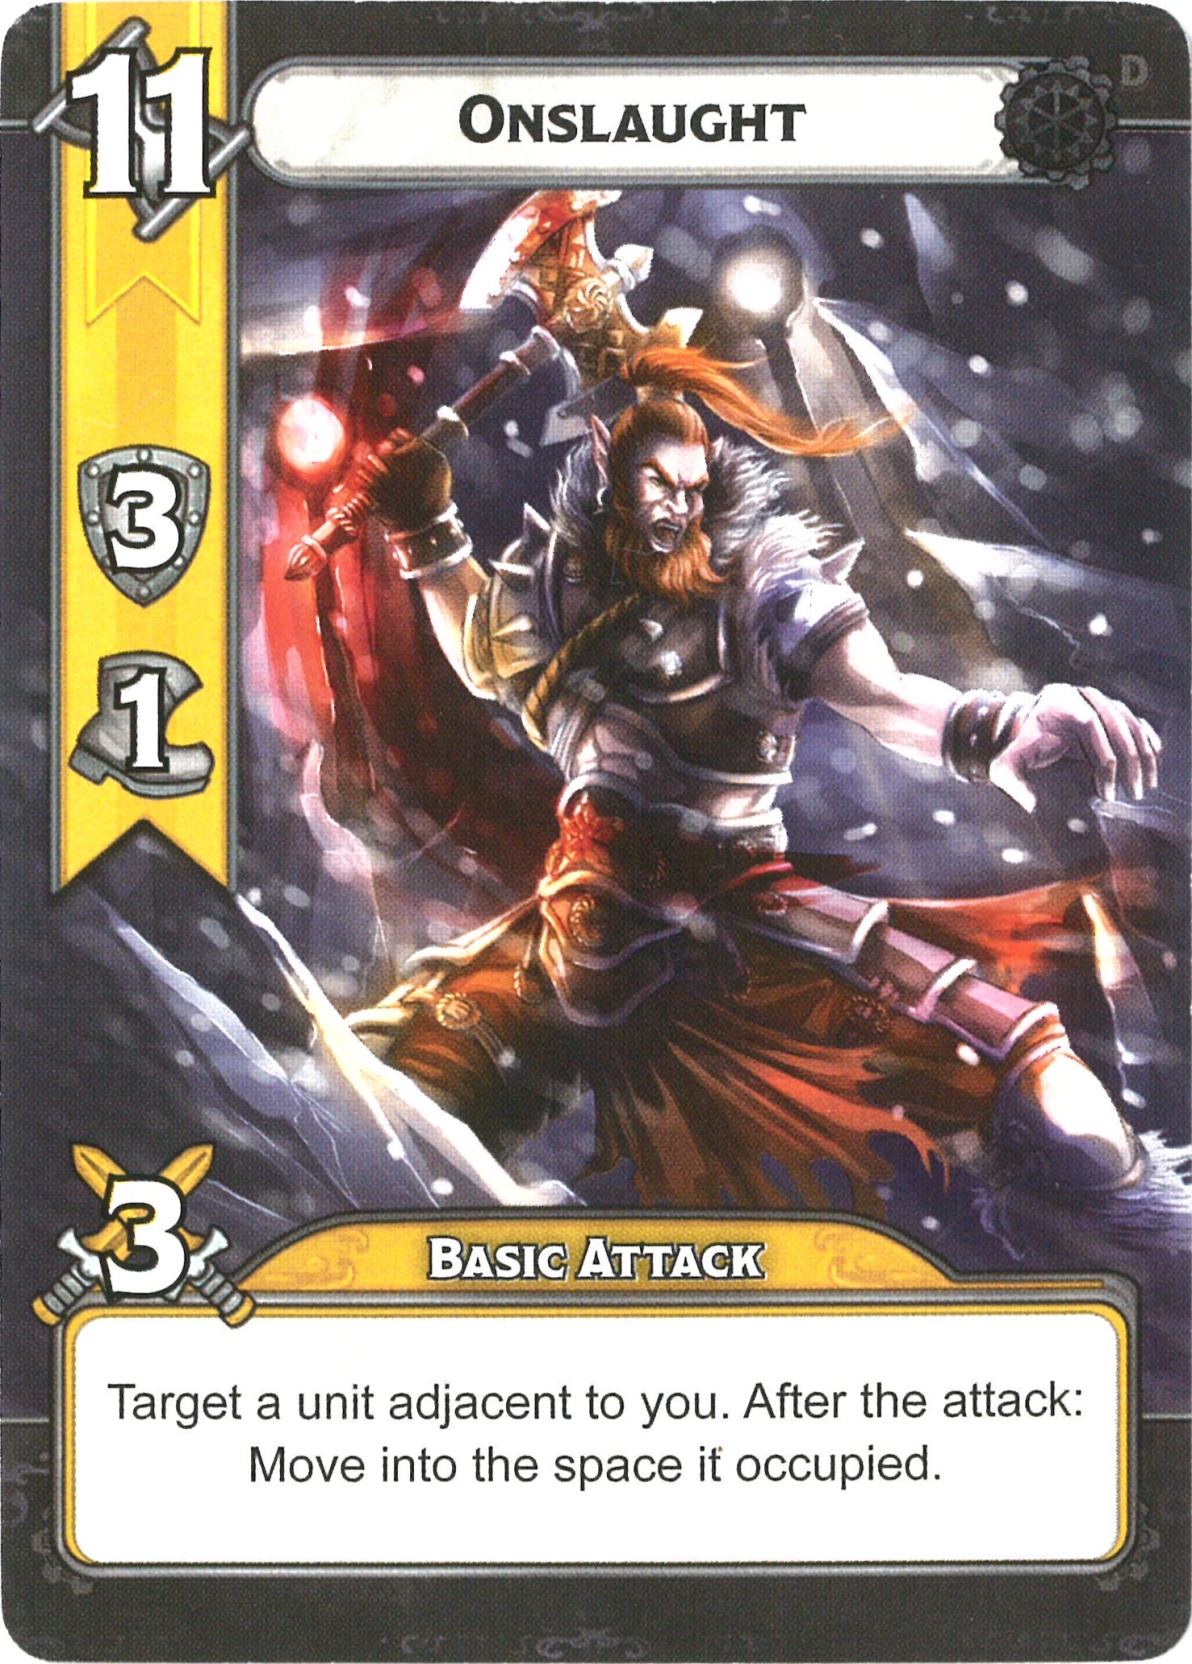 11
ONSLAUGHT
D
3
1
3
BASIC ATTACK
Target a unit adjacent to you. After the attack:
Move into the space it occupied.